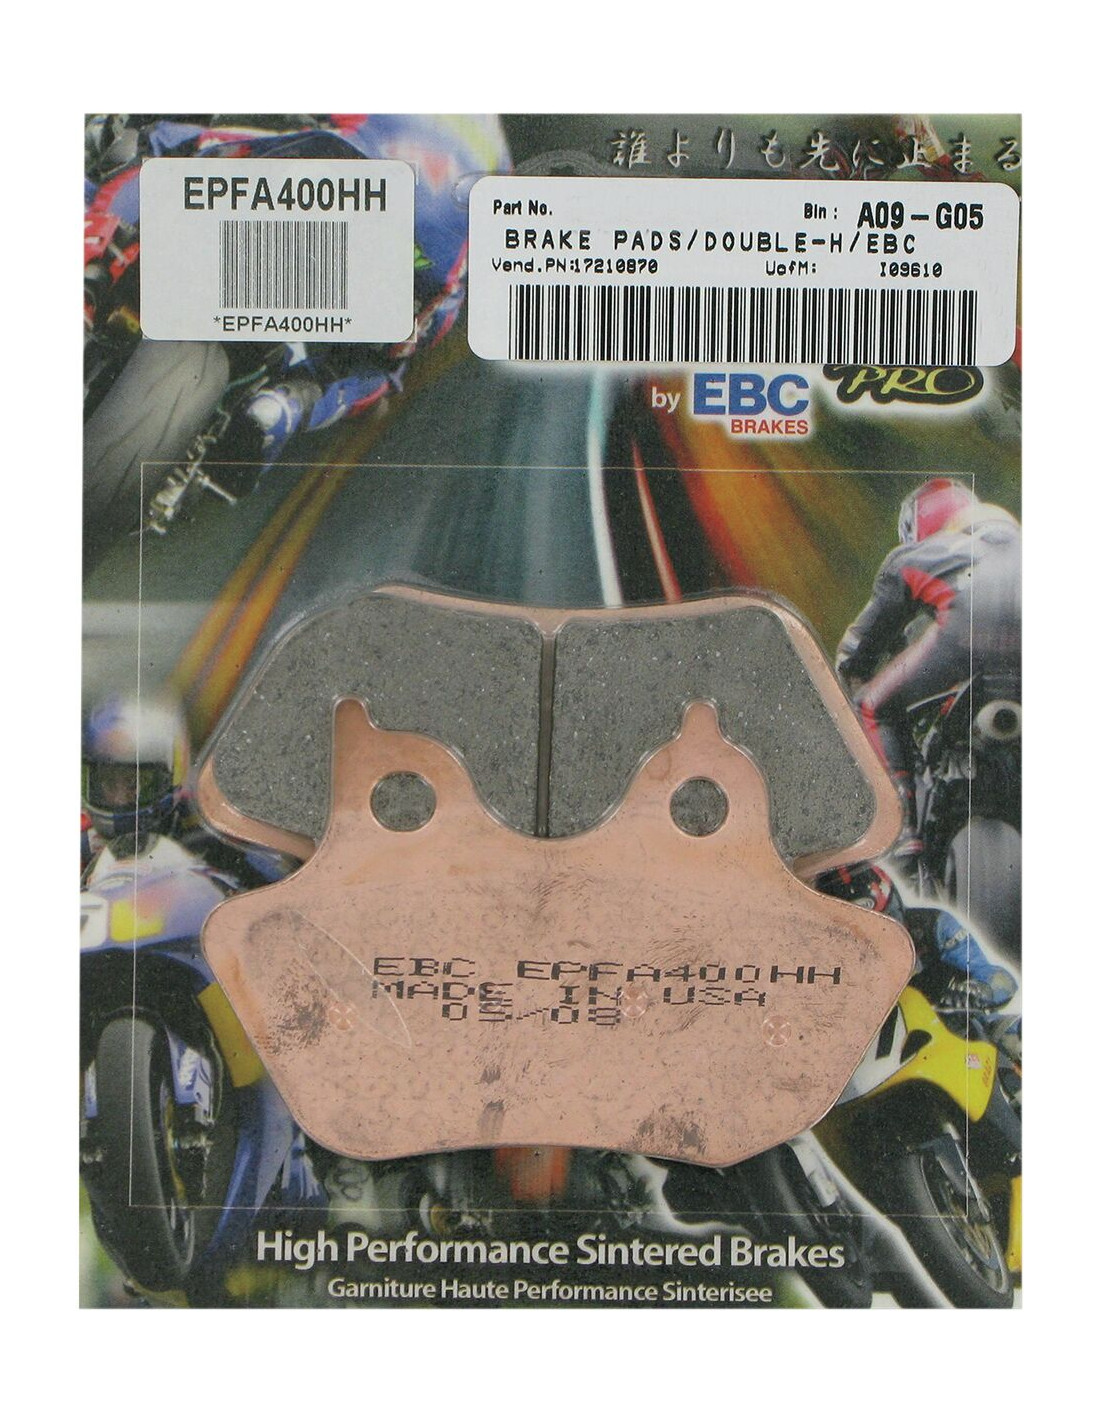 誰よりも先に止まる
EPFA400HH
*EPFA400HH*
Part No. Bin: A09-G05
BRAKE PADS/DOUBLE-H/EBC
Vend.PN:17210870 UofM: I09610
PRO
by EBC
BRAKES
EBC EPFA400HH
MADE IN USA
05/08
High Performance Sintered Brakes
Garniture Haute Performance Sinterisee